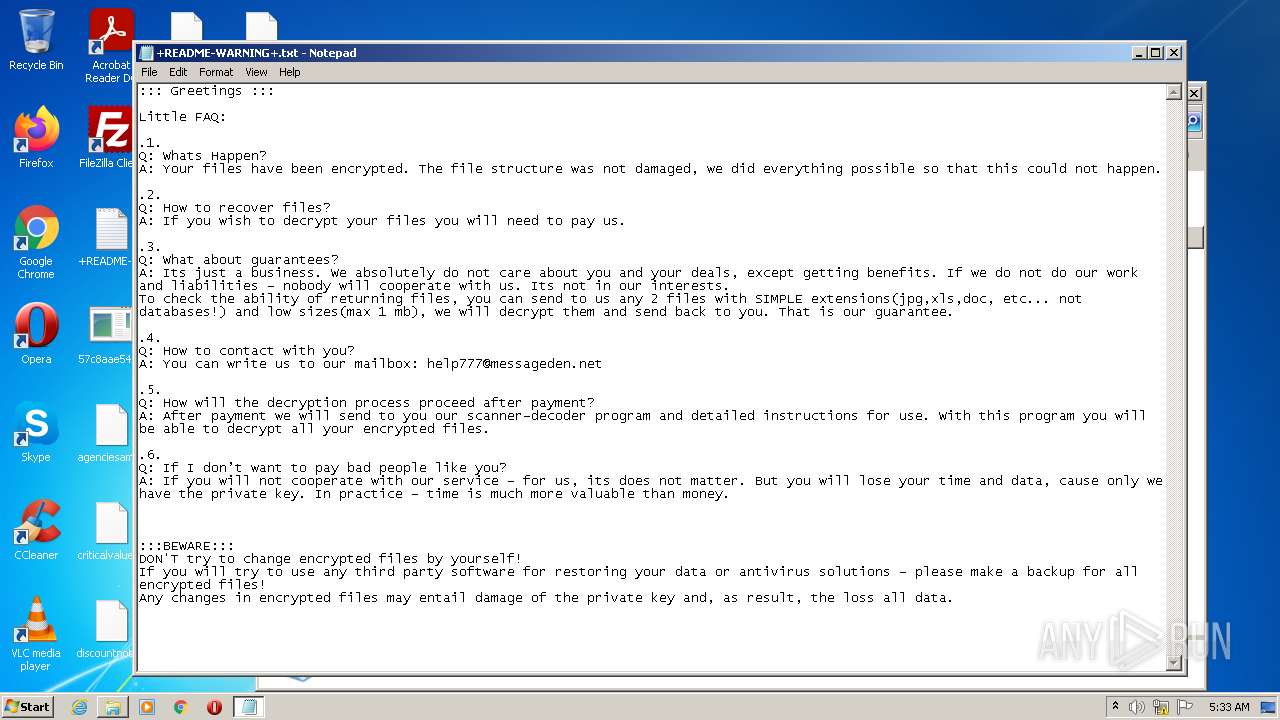 Recycle Bin
Acrobat
Reader D
+README-WARNING+.txt - Notepad
File Edit Format View Help
::: Greetings :::
Little FAQ:
.1.
Q: Whats Happen?
A: Your files have been encrypted. The file structure was not damaged, we did everything possible so that this could not happen.
.2.
Q: How to recover files?
A: If you wish to decrypt your files you will need to pay us.
.3.
Q: What about guarantees?
A: Its just a business. We absolutely do not care about you and your deals, except getting benefits. If we do not do our work
and liabilities - nobody will cooperate with us. Its not in our interests.
To check the ability of returning files, you can send to us any 2 files with SIMPLE extensions(jpg,xls,doc, etc... not
databases!) and low sizes(max 1 mb), we will decrypt them and send back to you. That is our guarantee.
.4.
Q: How to contact with you?
A: You can write us to our mailbox: help777@messageden.net
.5.
Q: How will the decryption process proceed after payment?
A: After payment we will send to you our scanner-decoder program and detailed instructions for use. With this program you will
be able to decrypt all your encrypted files.
.6.
Q: If I don't want to pay bad people like you?
A: If you will not cooperate with our service - for us, its does not matter. But you will lose your time and data, cause only we
have the private key. In practice - time is much more valuable than money.
:::BEWARE:::
DON'T try to change encrypted files by yourself!
If you will try to use any third party software for restoring your data or antivirus solutions - please make a backup for all
encrypted files!
Any changes in encrypted files may entail damage of the private key and, as result, the loss all data.
Firefox
FileZilla Clie
Google
Chrome
+README-
Opera
57c8aae54
Skype
agenciesam
CCleaner
criticalvalue
VLC media
player
discountnot
ANY RUN
Start
5:33 AM